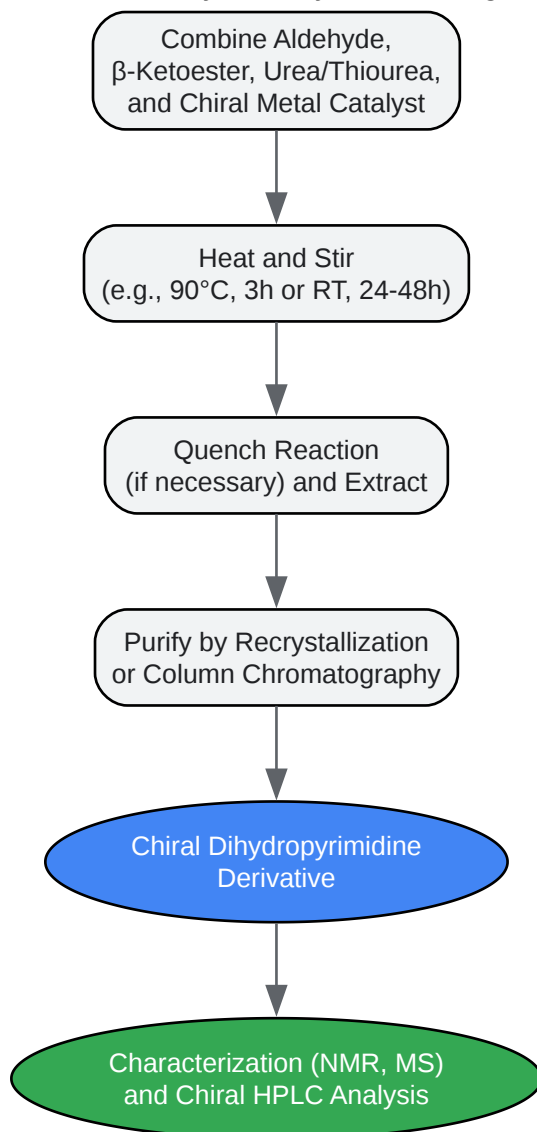 Combine Aldehyde,
β-Ketoester, Urea/Thiourea,
and Chiral Metal Catalyst
Heat and Stir
(e.g., 90°C, 3h or RT, 24-48h)
Quench Reaction
(if necessary) and Extract
Purify by Recrystallization
or Column Chromatography
Chiral Dihydropyrimidine
Derivative
Characterization (NMR, MS)
and Chiral HPLC Analysis